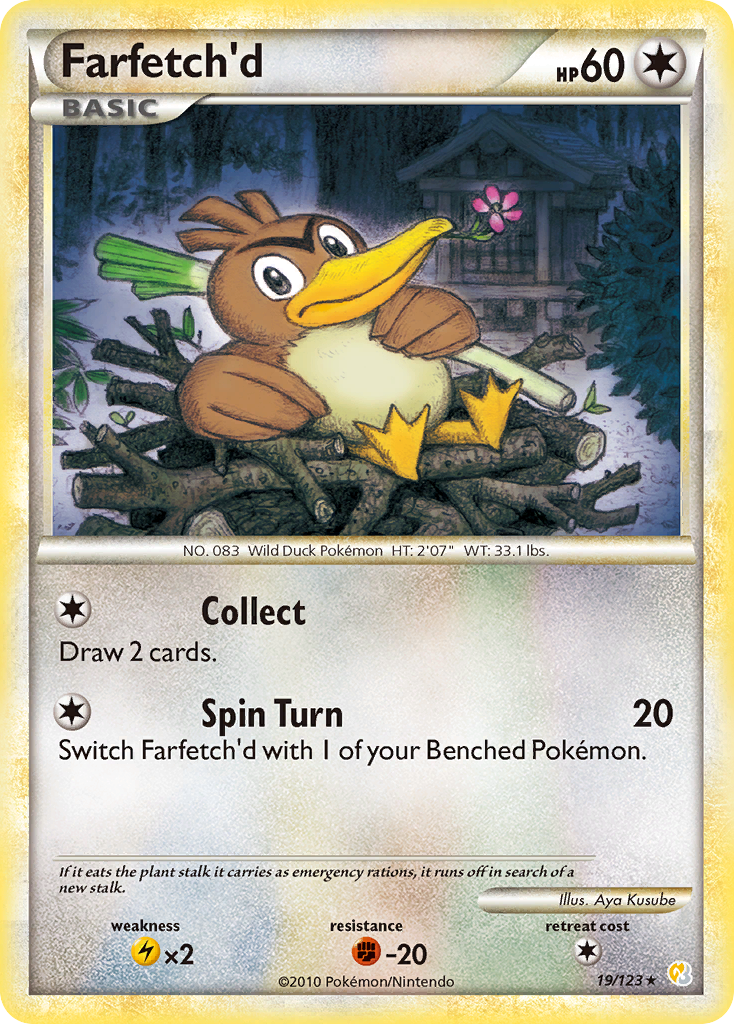 Farfetch'd
HP60
BASIC
NO. 083 Wild Duck Pokémon HT: 2'07" WT: 33.1 lbs.
Collect
Draw 2 cards.
Spin Turn 20
Switch Farfetch'd with 1 of your Benched Pokémon.
If it eats the plant stalk it carries as emergency rations, it runs off in search of a
new stalk.
Illus. Aya Kusube
weakness resistance retreat cost
×2 -20
©2010 Pokémon/Nintendo 19/123★